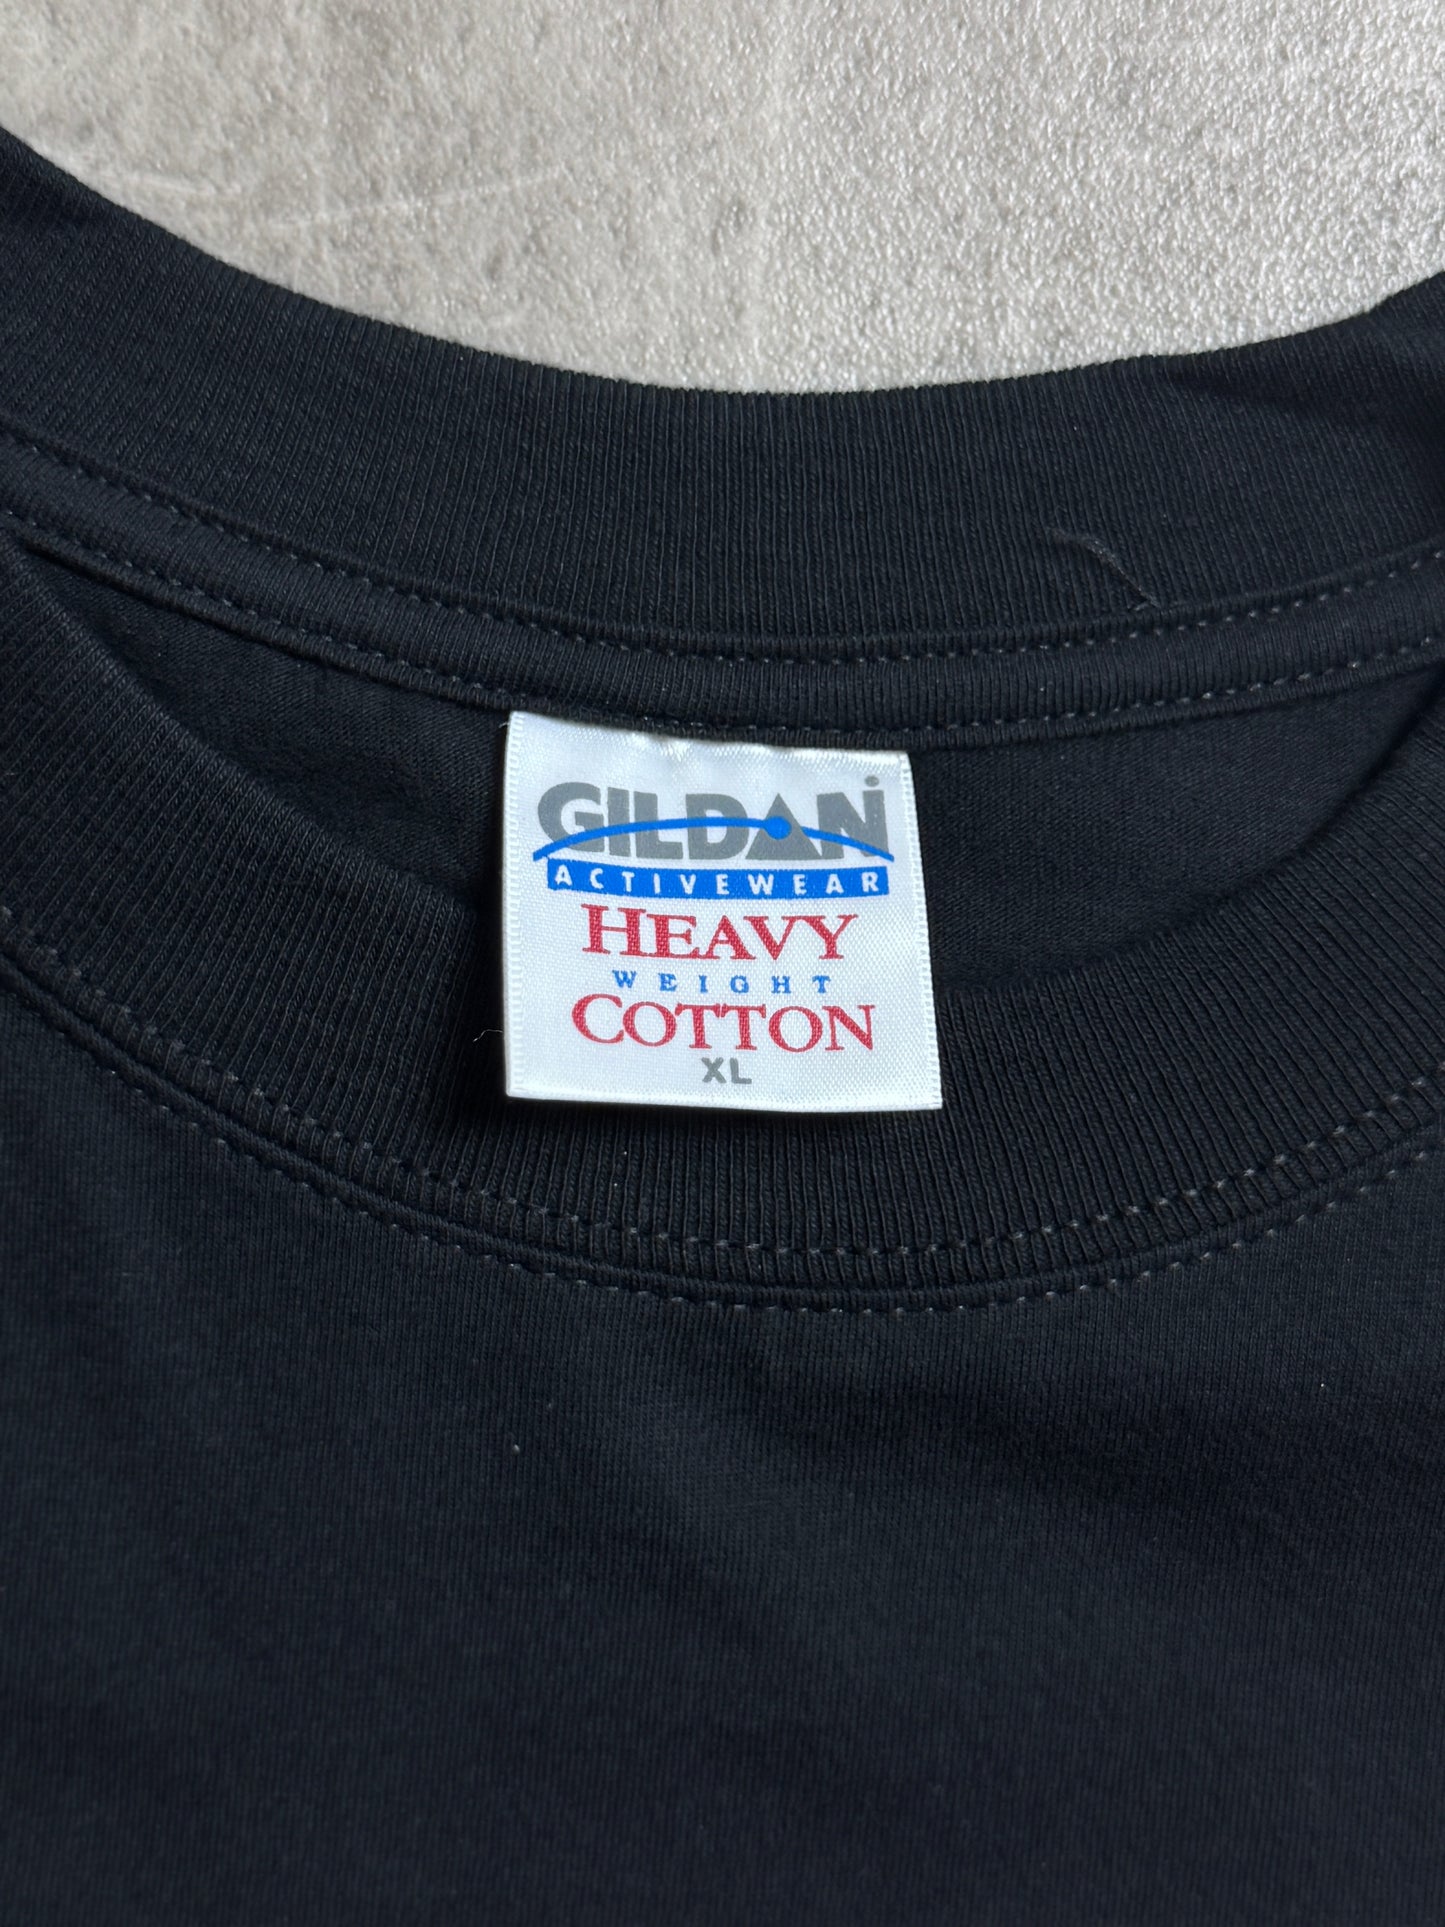 GILDAN
ACTIVEWEAR
HEAVY
WEIGHT
COTTON
XL